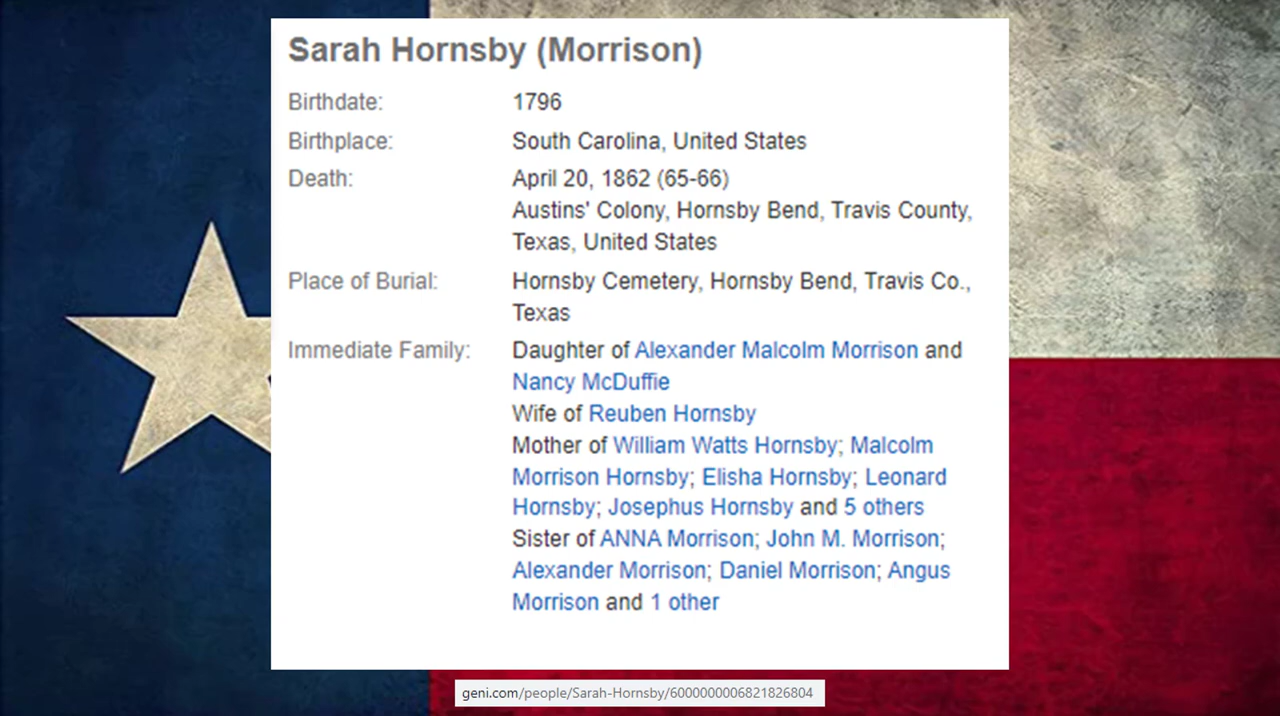 Sarah Hornsby (Morrison)
Birthdate: 1796
Birthplace: South Carolina, United States
Death: April 20, 1862 (65-66)
Austins' Colony, Hornsby Bend, Travis County,
Texas, United States
Place of Burial: Hornsby Cemetery, Hornsby Bend, Travis Co.,
Texas
Immediate Family: Daughter of Alexander Malcolm Morrison and
Nancy McDuffie
Wife of Reuben Hornsby
Mother of William Watts Hornsby; Malcolm
Morrison Hornsby; Elisha Hornsby; Leonard
Hornsby; Josephus Hornsby and 5 others
Sister of ANNA Morrison; John M. Morrison;
Alexander Morrison; Daniel Morrison; Angus
Morrison and 1 other
geni.com/people/Sarah-Hornsby/6000000006821826804